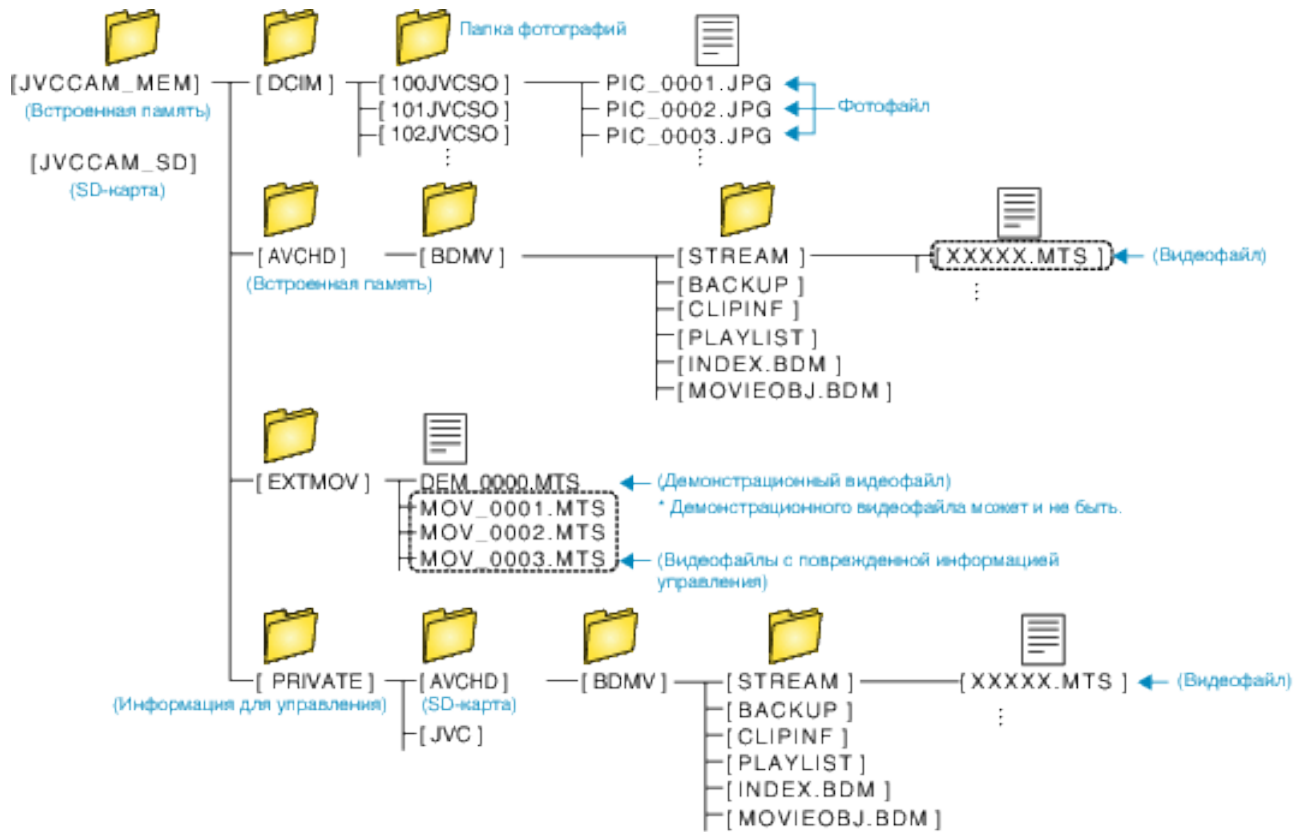 Папка фотографий
[JVCCAM_MEM]
[DCIM]
[100JVCSO]
PIC_0001.JPG
(Встроенная память)
[101JVCSO]
PIC_0002.JPG
Фотофайл
[102JVCSO]
PIC_0003.JPG
[JVCCAM_SD]
(SD-карта)
[AVCHD]
[BDMV]
[STREAM]
[XXXXX.MTS]
(Видеофайл)
(Встроенная память)
[BACKUP]
[CLIPINF]
[PLAYLIST]
[INDEX.BDM]
[MOVIEOBJ.BDM]
[EXTMOV]
DEM_0000.MTS
(Демонстрационный видеофайл)
MOV_0001.MTS
* Демонстрационного видеофайла может и не быть.
MOV_0002.MTS
MOV_0003.MTS
(Видеофайлы с поврежденной информацией
управления)
[PRIVATE]
[AVCHD]
[BDMV]
[STREAM]
[XXXXX.MTS]
(Видеофайл)
(Информация для управления)
(SD-карта)
[BACKUP]
[JVC]
[CLIPINF]
[PLAYLIST]
[INDEX.BDM]
[MOVIEOBJ.BDM]